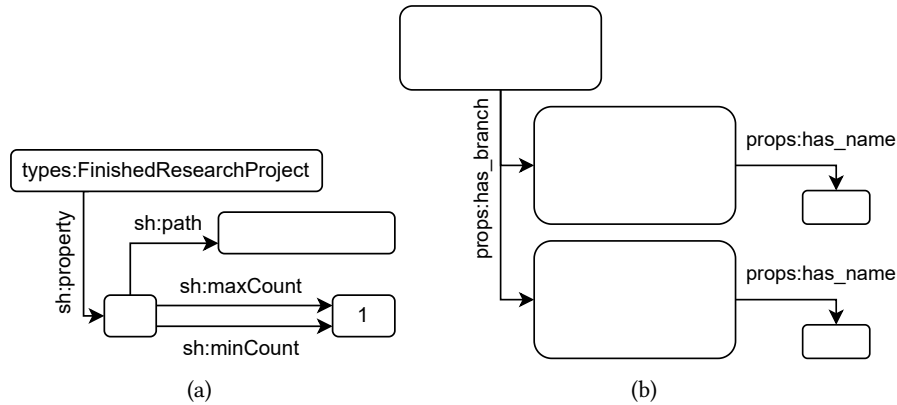 types:FinishedResearchProject
sh:property
sh:path
sh:maxCount
1
sh:minCount
(a)
props:has_branch
props:has_name
props:has_name
(b)